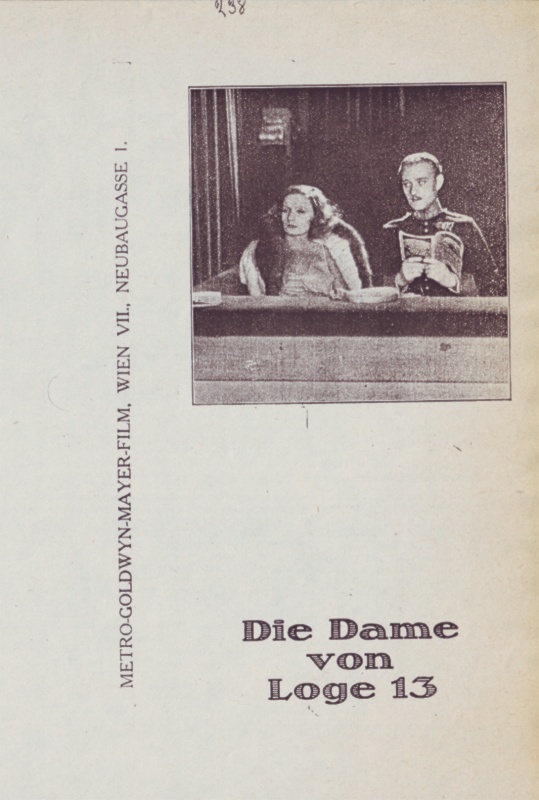 238
METRO-GOLDWYN-MAYER-FILM, WIEN VII., NEUBAUGASSE 1.
Die Dame
von
Loge 13